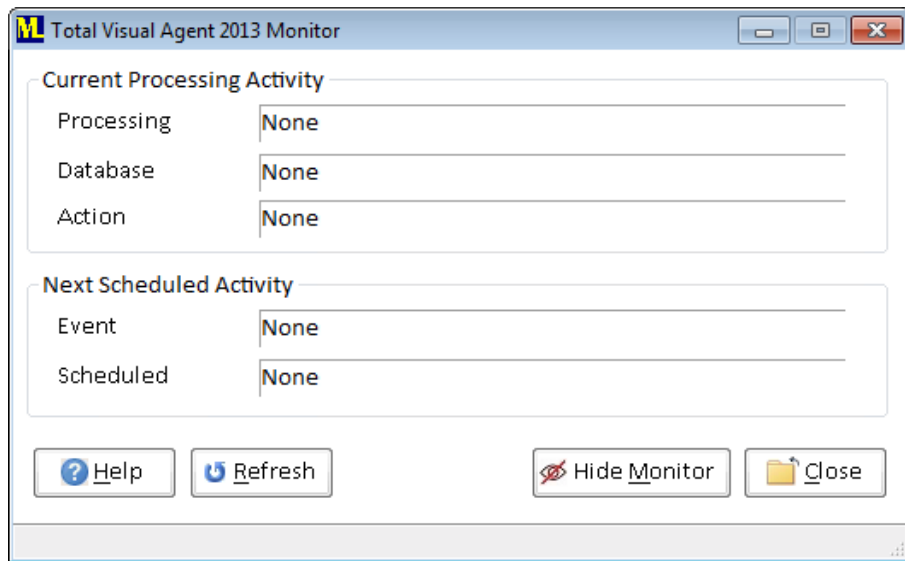 Total Visual Agent 2013 Monitor
Current Processing Activity
Processing None
Database None
Action None
Next Scheduled Activity
Event None
Scheduled None
Help Refresh Hide Monitor Close